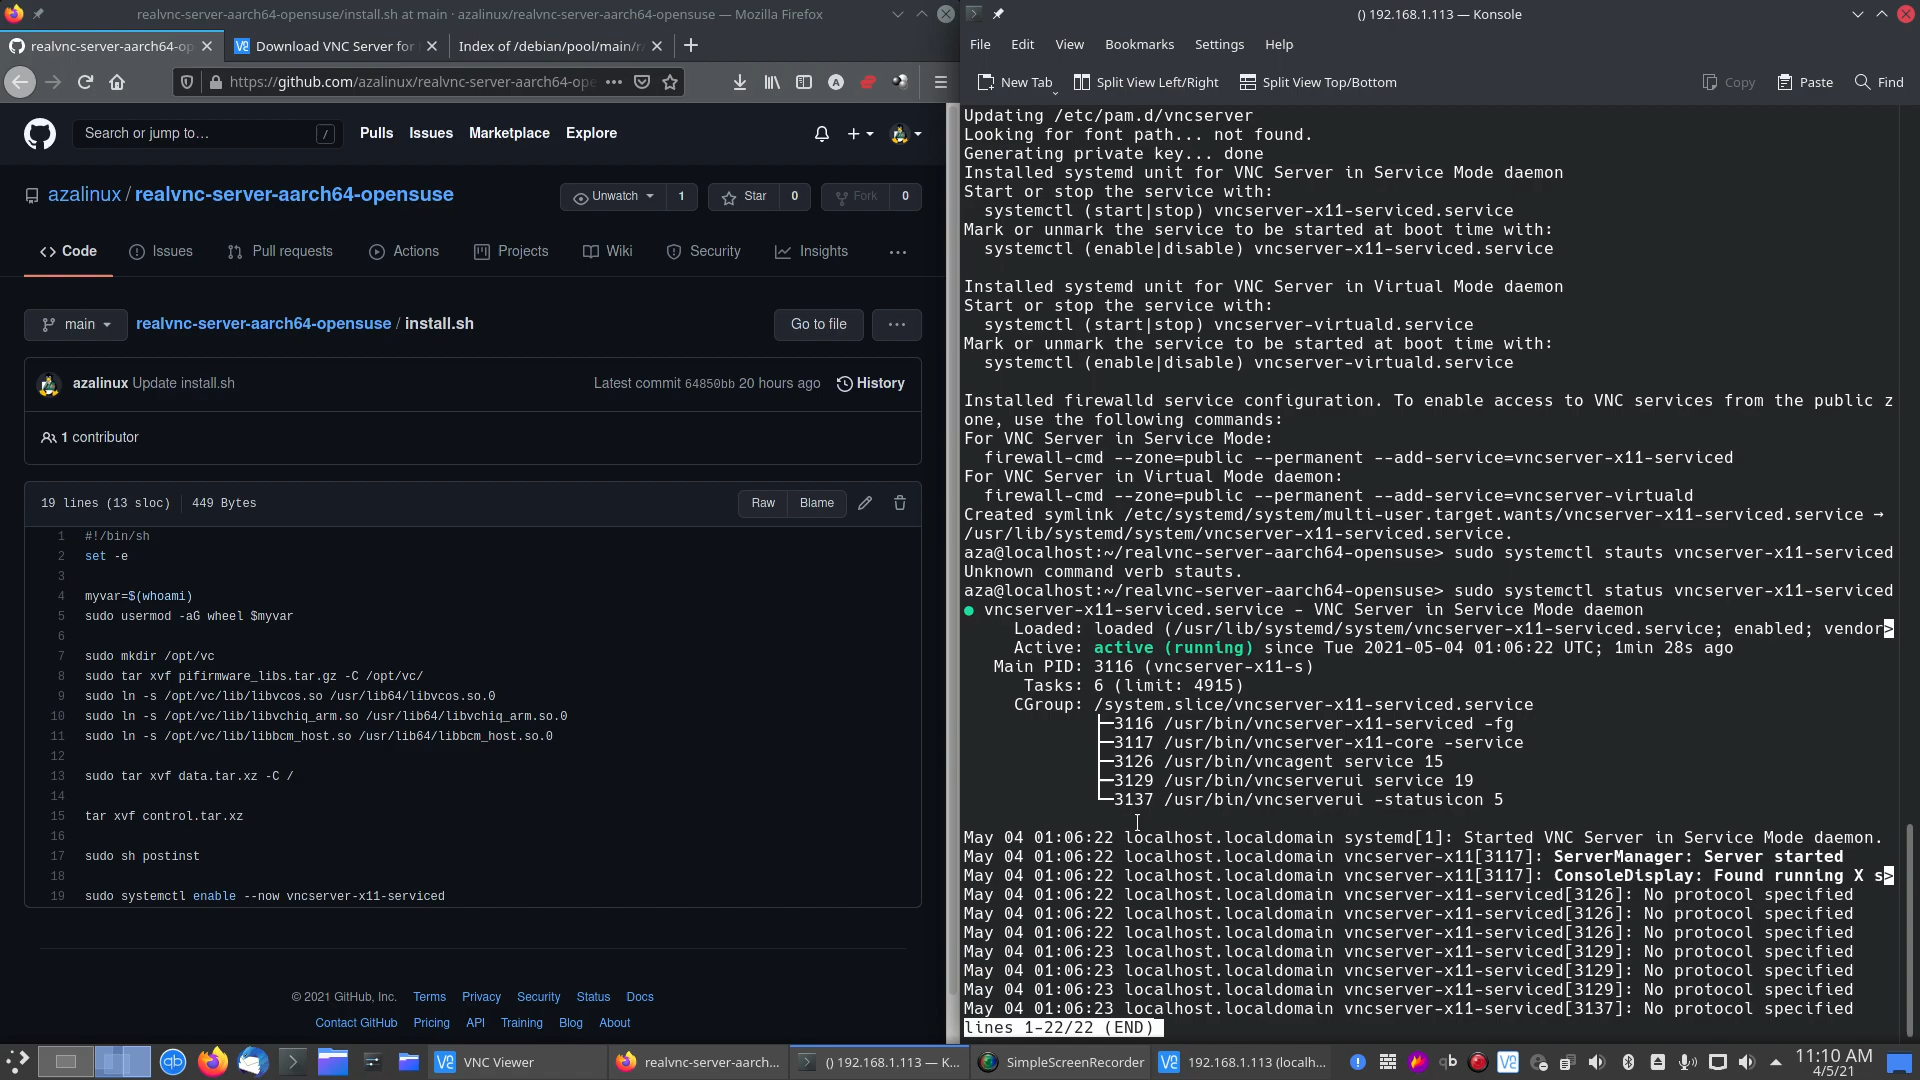 realvnc-server-aarch64-opensuse/install.sh at main · azalinux/realvnc-server-aarch64-opensuse — Mozilla Firefox
realvnc-server-aarch64-op
Download VNC Server for
Index of /debian/pool/main/r
https://github.com/azalinux/realvnc-server-aarch64-ope
Search or jump to…
/
Pulls
Issues
Marketplace
Explore
azalinux / realvnc-server-aarch64-opensuse
Unwatch
1
Star
0
Fork
0
Code
Issues
Pull requests
Actions
Projects
Wiki
Security
Insights
main
realvnc-server-aarch64-opensuse / install.sh
Go to file
azalinux Update install.sh
Latest commit 64850bb 20 hours ago
History
1 contributor
19 lines (13 sloc)
449 Bytes
Raw
Blame
1 #!/bin/sh
2 set -e
3
4 myvar=$(whoami)
5 sudo usermod -aG wheel $myvar
6
7 sudo mkdir /opt/vc
8 sudo tar xvf pifirmware_libs.tar.gz -C /opt/vc/
9 sudo ln -s /opt/vc/lib/libvcos.so /usr/lib64/libvcos.so.0
10 sudo ln -s /opt/vc/lib/libvchiq_arm.so /usr/lib64/libvchiq_arm.so.0
11 sudo ln -s /opt/vc/lib/libbcm_host.so /usr/lib64/libbcm_host.so.0
12
13 sudo tar xvf data.tar.xz -C /
14
15 tar xvf control.tar.xz
16
17 sudo sh postinst
18
19 sudo systemctl enable --now vncserver-x11-serviced
© 2021 GitHub, Inc.
Terms
Privacy
Security
Status
Docs
Contact GitHub
Pricing
API
Training
Blog
About
() 192.168.1.113 — Konsole
File
Edit
View
Bookmarks
Settings
Help
New Tab
Split View Left/Right
Split View Top/Bottom
Copy
Paste
Find
Updating /etc/pam.d/vncserver
Looking for font path... not found.
Generating private key... done
Installed systemd unit for VNC Server in Service Mode daemon
Start or stop the service with:
systemctl (start|stop) vncserver-x11-serviced.service
Mark or unmark the service to be started at boot time with:
systemctl (enable|disable) vncserver-x11-serviced.service
Installed systemd unit for VNC Server in Virtual Mode daemon
Start or stop the service with:
systemctl (start|stop) vncserver-virtuald.service
Mark or unmark the service to be started at boot time with:
systemctl (enable|disable) vncserver-virtuald.service
Installed firewalld service configuration. To enable access to VNC services from the public z
one, use the following commands:
For VNC Server in Service Mode:
firewall-cmd --zone=public --permanent --add-service=vncserver-x11-serviced
For VNC Server in Virtual Mode daemon:
firewall-cmd --zone=public --permanent --add-service=vncserver-virtuald
Created symlink /etc/systemd/system/multi-user.target.wants/vncserver-x11-serviced.service →
/usr/lib/systemd/system/vncserver-x11-serviced.service.
aza@localhost:~/realvnc-server-aarch64-opensuse> sudo systemctl stauts vncserver-x11-serviced
Unknown command verb stauts.
aza@localhost:~/realvnc-server-aarch64-opensuse> sudo systemctl status vncserver-x11-serviced
● vncserver-x11-serviced.service - VNC Server in Service Mode daemon
Loaded: loaded (/usr/lib/systemd/system/vncserver-x11-serviced.service; enabled; vendor>
Active: active (running) since Tue 2021-05-04 01:06:22 UTC; 1min 28s ago
Main PID: 3116 (vncserver-x11-s)
Tasks: 6 (limit: 4915)
CGroup: /system.slice/vncserver-x11-serviced.service
├─3116 /usr/bin/vncserver-x11-serviced -fg
├─3117 /usr/bin/vncserver-x11-core -service
├─3126 /usr/bin/vncagent service 15
├─3129 /usr/bin/vncserverui service 19
└─3137 /usr/bin/vncserverui -statusicon 5
May 04 01:06:22 localhost.localdomain systemd[1]: Started VNC Server in Service Mode daemon.
May 04 01:06:22 localhost.localdomain vncserver-x11[3117]: ServerManager: Server started
May 04 01:06:22 localhost.localdomain vncserver-x11[3117]: ConsoleDisplay: Found running X s>
May 04 01:06:22 localhost.localdomain vncserver-x11-serviced[3126]: No protocol specified
May 04 01:06:22 localhost.localdomain vncserver-x11-serviced[3126]: No protocol specified
May 04 01:06:22 localhost.localdomain vncserver-x11-serviced[3126]: No protocol specified
May 04 01:06:23 localhost.localdomain vncserver-x11-serviced[3129]: No protocol specified
May 04 01:06:23 localhost.localdomain vncserver-x11-serviced[3129]: No protocol specified
May 04 01:06:23 localhost.localdomain vncserver-x11-serviced[3129]: No protocol specified
May 04 01:06:23 localhost.localdomain vncserver-x11-serviced[3137]: No protocol specified
lines 1-22/22 (END)
VNC Viewer
realvnc-server-aarch...
() 192.168.1.113 — K...
SimpleScreenRecorder
192.168.1.113 (localh...
11:10 AM
4/5/21